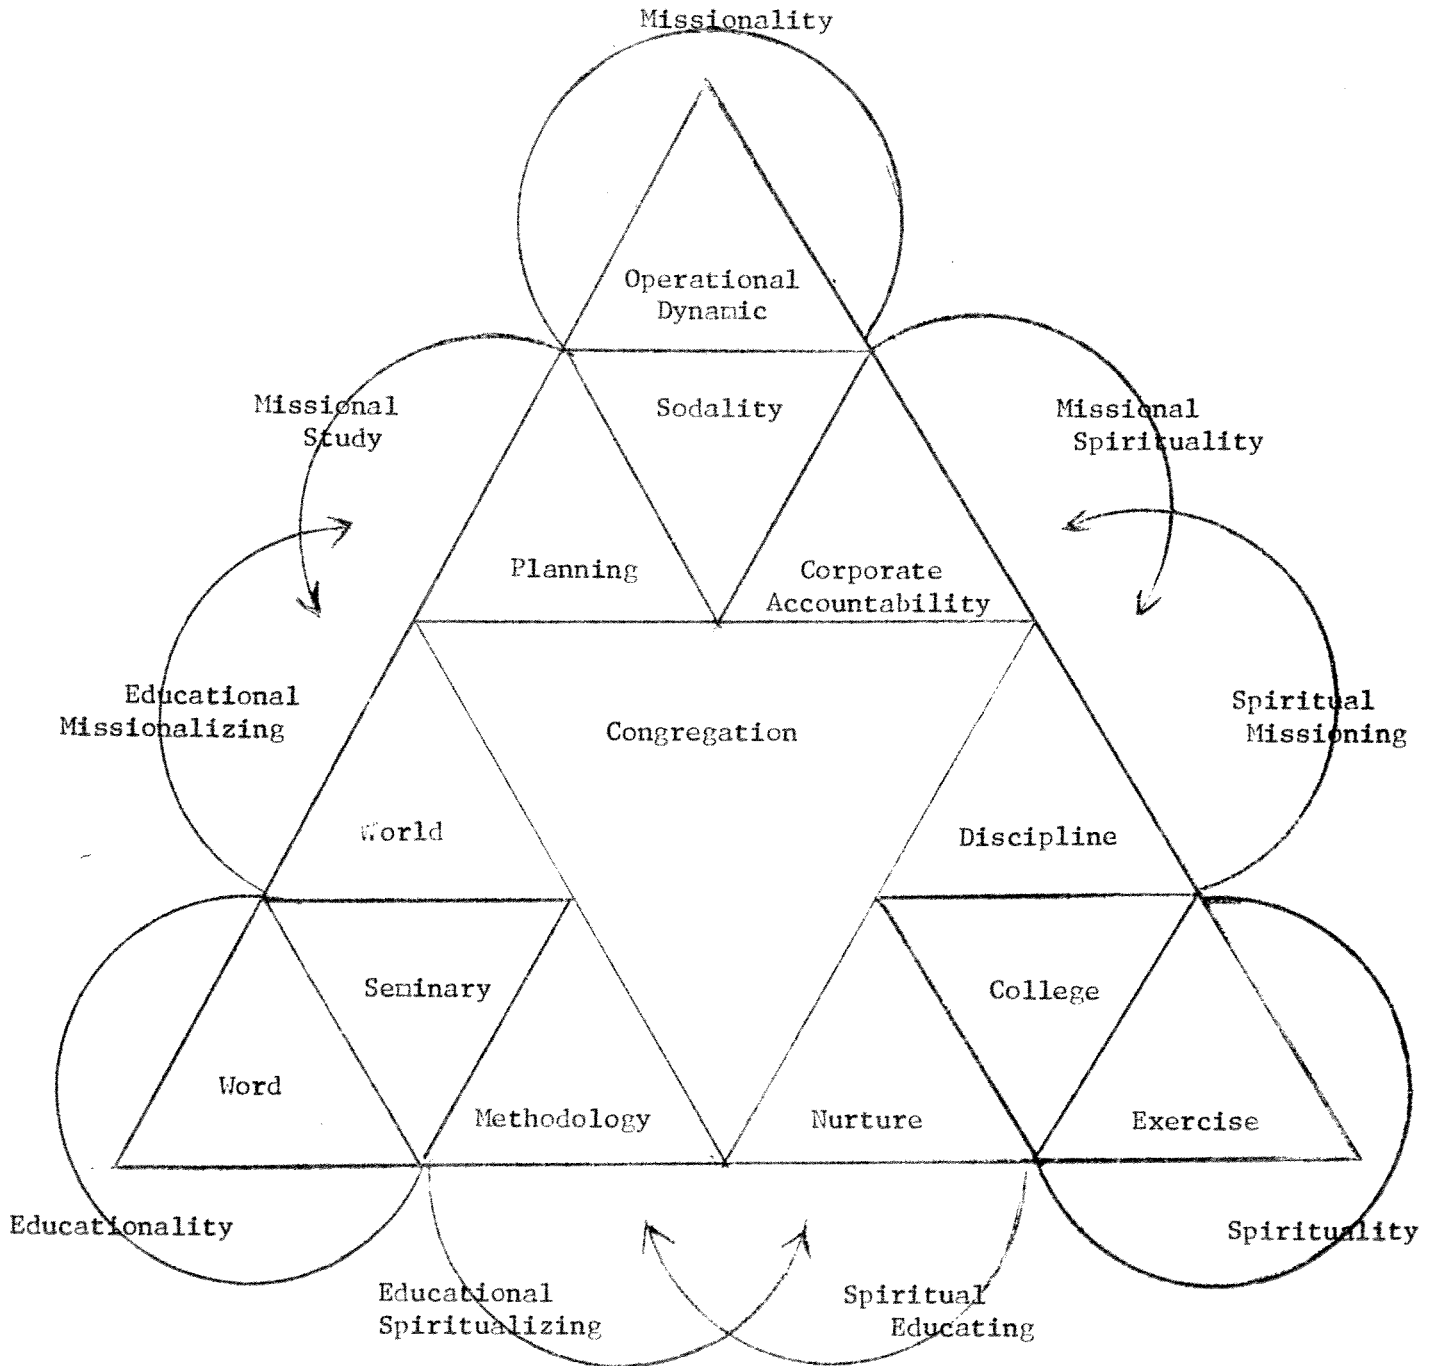 Missionality
Operational
Dynamic
Sodality
Missional
Study
Missional
Spirituality
Planning
Corporate
Accountability
Educational
Missionalizing
Congregation
Spiritual
Missioning
World
Discipline
Seminary
College
Word
Methodology
Nurture
Exercise
Educationality
Spirituality
Educational
Spiritualizing
Spiritual
Educating